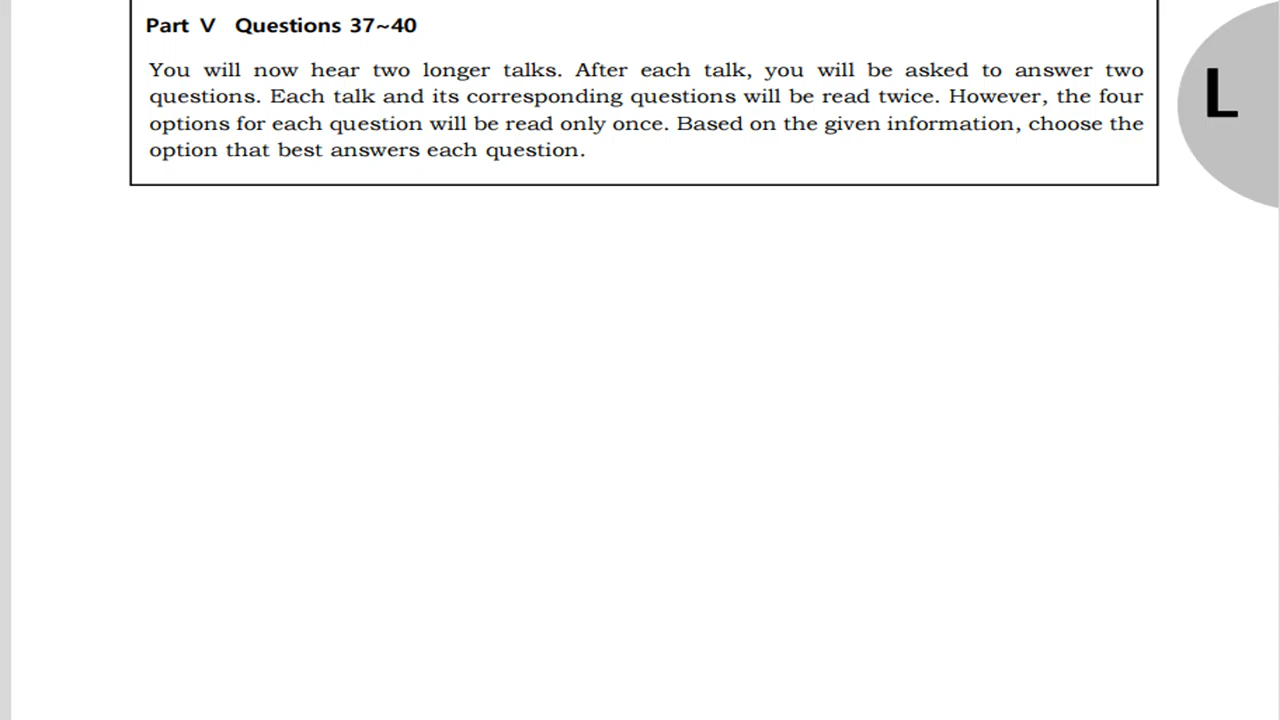 Part V Questions 37~40
You will now hear two longer talks. After each talk, you will be asked to answer two
questions. Each talk and its corresponding questions will be read twice. However, the four
options for each question will be read only once. Based on the given information, choose the
option that best answers each question.
L